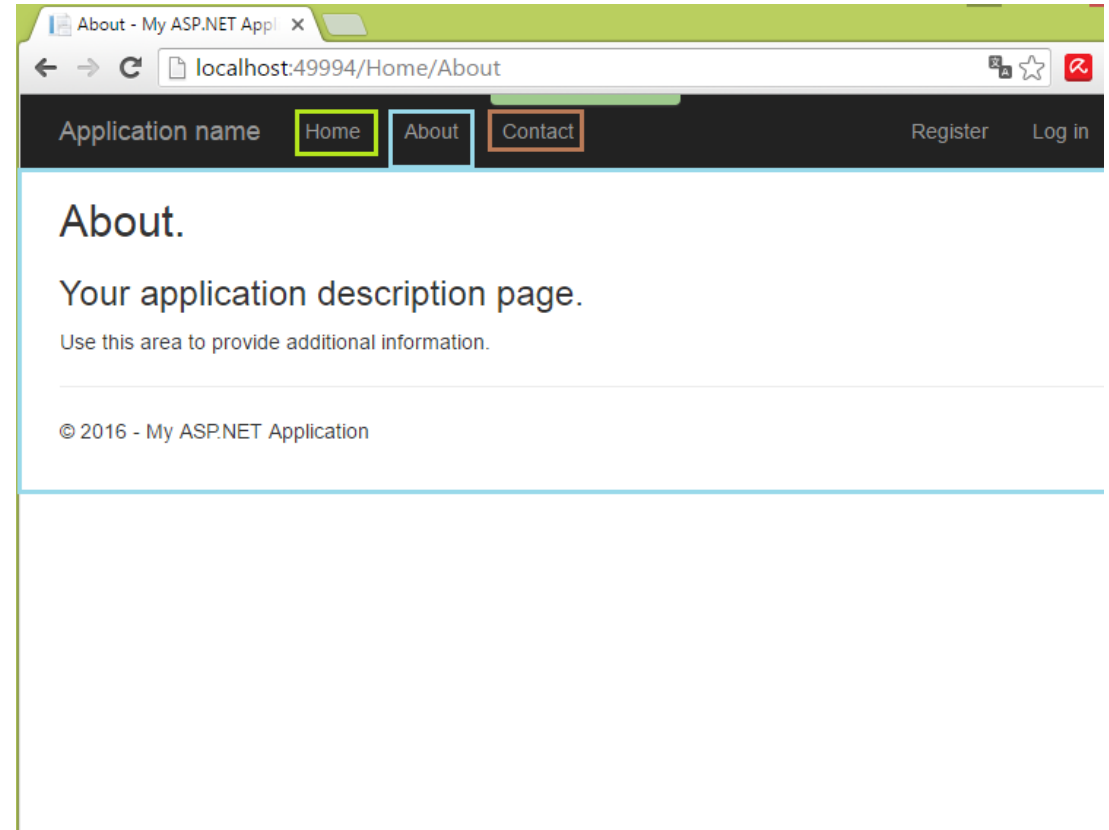 About - My ASP.NET Appl
localhost:49994/Home/About
Application name Home About Contact Register Log in
About.
Your application description page.
Use this area to provide additional information.
© 2016 - My ASP.NET Application